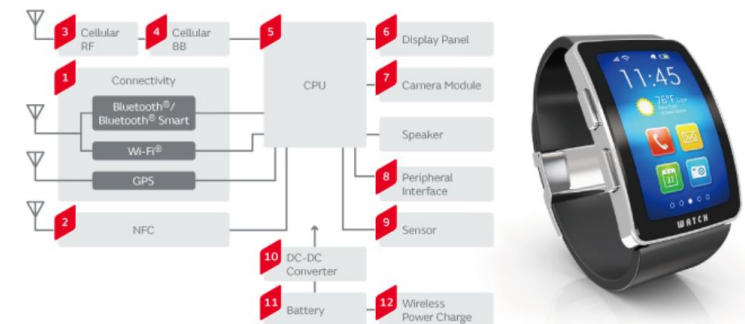 3 Cellular RF
4 Cellular BB
5
CPU
6 Display Panel
1
Connectivity
7 Camera Module
Bluetooth®/
Bluetooth® Smart
Speaker
Wi-Fi®
8 Peripheral
Interface
GPS
2
NFC
9 Sensor
10 DC-DC
Converter
11 Battery
12 Wireless
Power Charge
11:45
76°F
WATCH